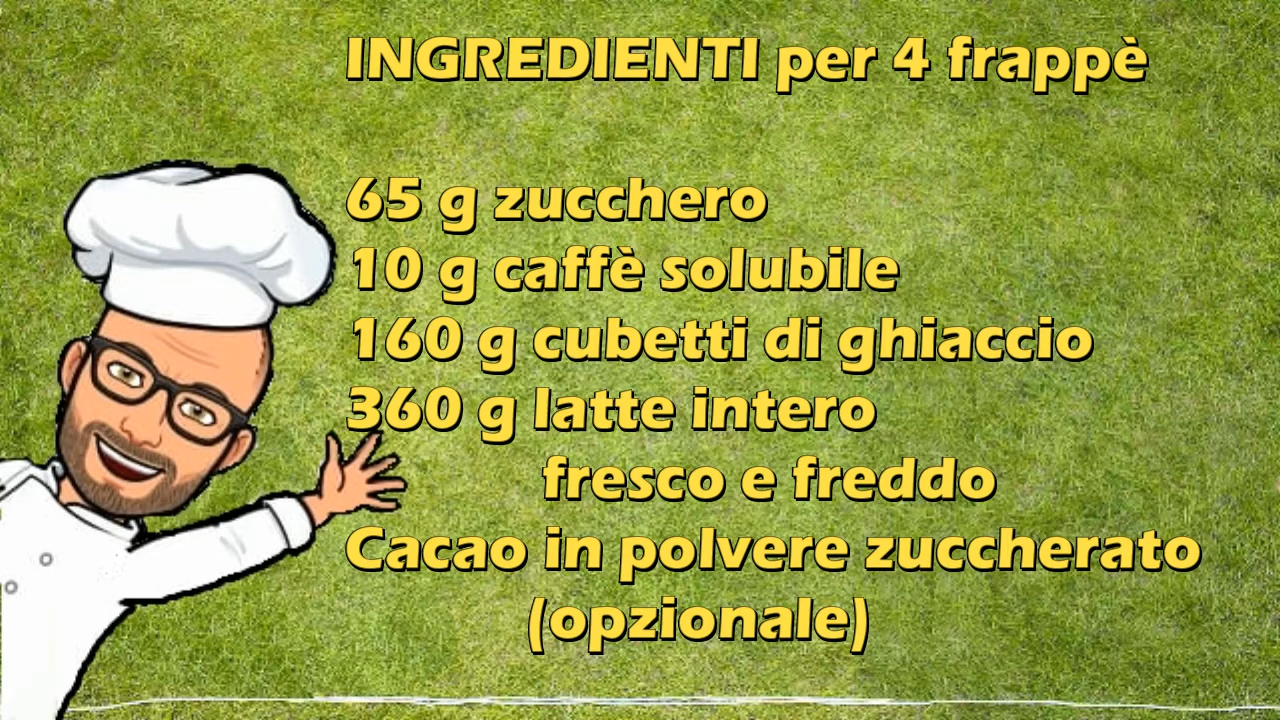 INGREDIENTI per 4 frappè
65 g zucchero
10 g caffè solubile
160 g cubetti di ghiaccio
360 g latte intero
fresco e freddo
Cacao in polvere zuccherato
(opzionale)